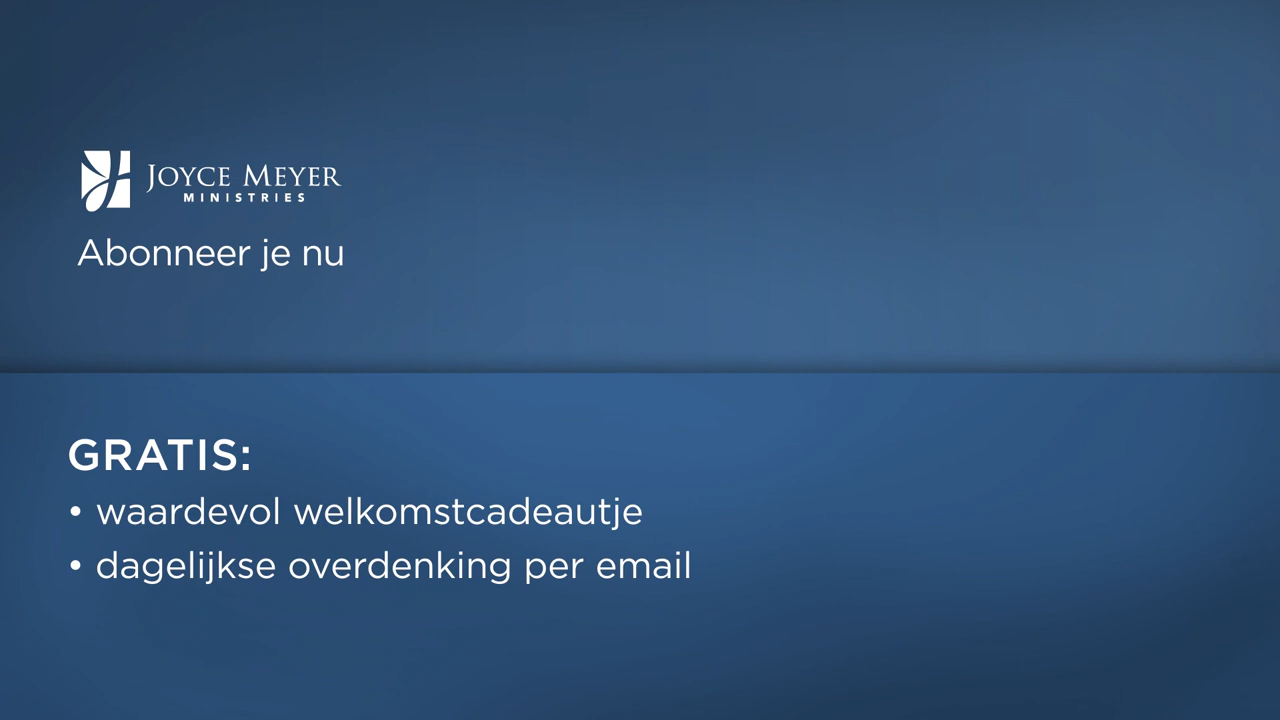 JOYCE MEYER
MINISTRIES
Abonneer je nu
GRATIS:
• waardevol welkomstcadeautje
• dagelijkse overdenking per email